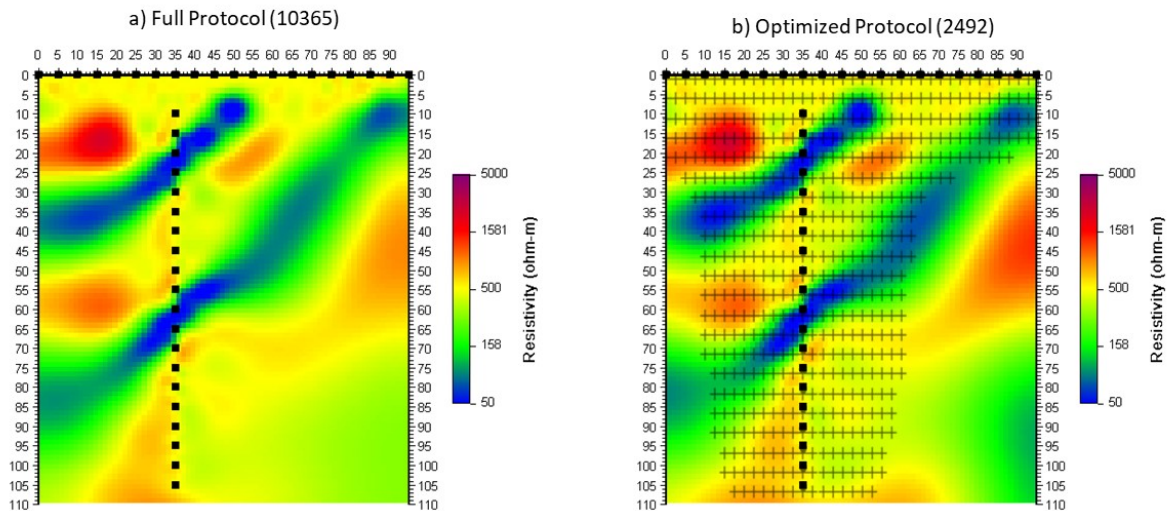 a) Full Protocol (10365)
b) Optimized Protocol (2492)
0 5 10 15 20 25 30 35 40 45 50 55 60 65 70 75 80 85 90
0 5 10 15 20 25 30 35 40 45 50 55 60 65 70 75 80 85 90
0 0 0 0
5 5 5 5
10 10 10 10
15 15 15 15
20 20 20 20
25 25 5000 25 25 5000
30 30 30 30
35 35 35 35
40 40 1581 40 40 1581
45 45 45 45
50 50 50 50
55 55 500 55 55 500
60 60 60 60
65 65 65 65
70 70 158 70 70 158
75 75 75 75
80 80 80 80
85 85 50 85 85 50
90 90 90 90
95 95 95 95
100 100 100 100
105 105 105 105
110 110 110 110
Resistivity (ohm-m)
Resistivity (ohm-m)